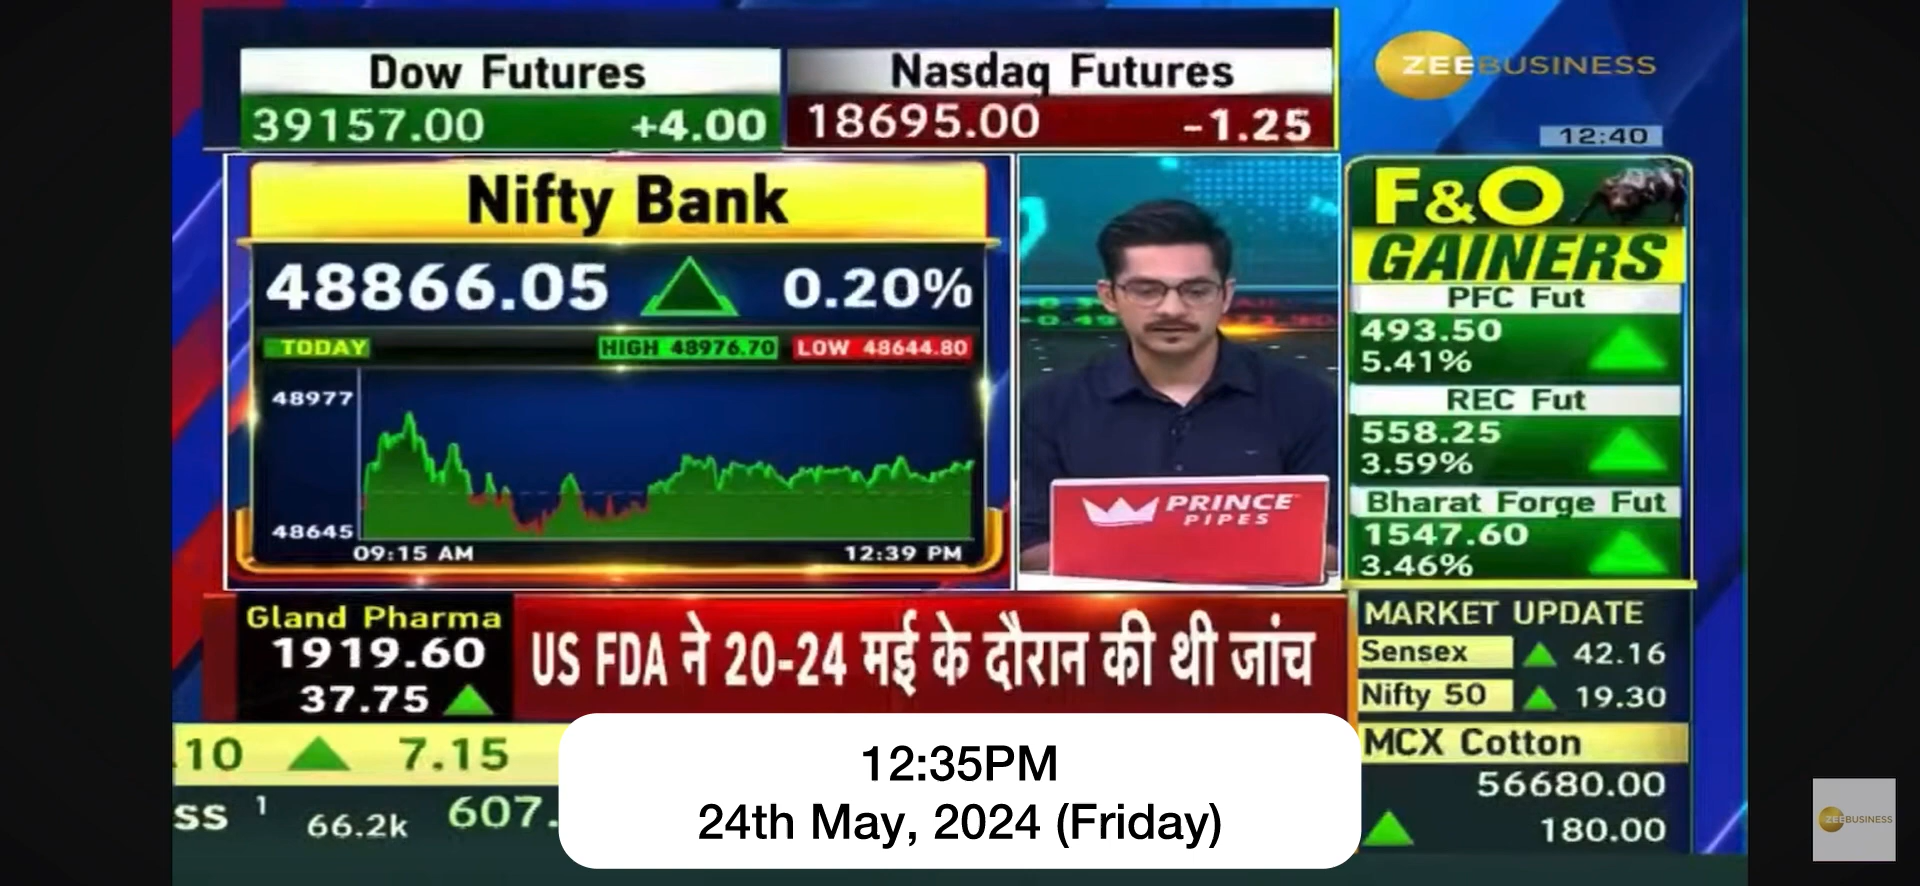 Dow Futures
39157.00 +4.00
Nasdaq Futures
18695.00 -1.25
ZEEBUSINESS
12:40
Nifty Bank
48866.05 0.20%
TODAY HIGH 48976.70 LOW 48644.80
48977
48645
09:15 AM 12:39 PM
PRINCE
PIPES
F&O
GAINERS
PFC Fut
493.50
5.41%
REC Fut
558.25
3.59%
Bharat Forge Fut
1547.60
3.46%
Gland Pharma
1919.60
37.75
US FDA ने 20-24 मई के दौरान की थी जांच
MARKET UPDATE
Sensex 42.16
Nifty 50 19.30
MCX Cotton
56680.00
180.00
.10 7.15
ss 1 66.2k 607.
12:35PM
24th May, 2024 (Friday)
ZEEBUSINESS